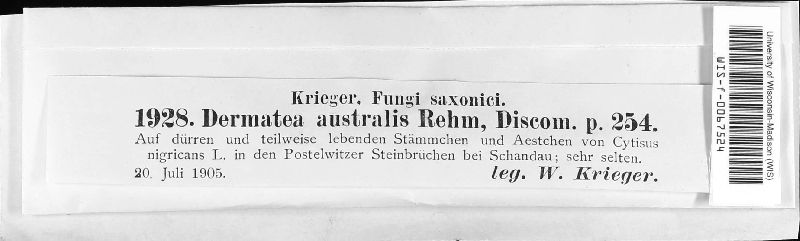 Krieger, Fungi saxonici.
1928. Dermatea australis Rehm, Discom. p. 254.
Auf dürren und teilweise lebenden Stämmchen und Aestchen von Cytisus
nigricans L. in den Postelwitzer Steinbrüchen bei Schandau; sehr selten.
20. Juli 1905.
leg. W. Krieger.
WIS-f-0067524
University of Wisconsin-Madison (WIS)